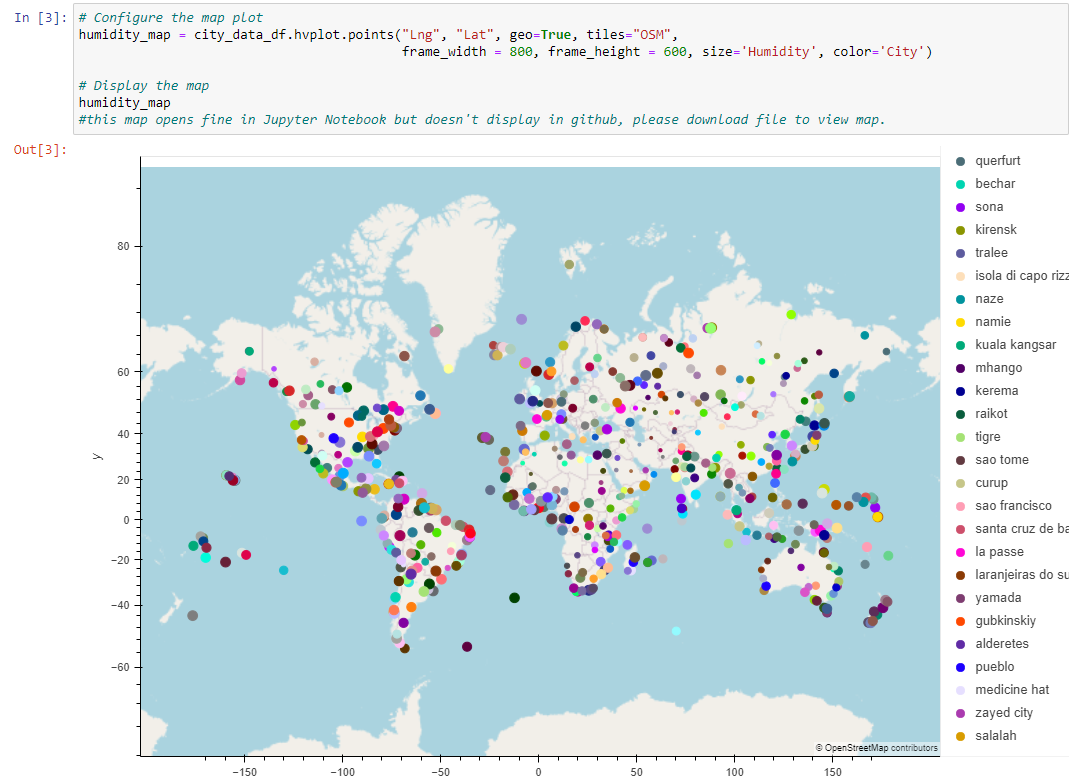 In [3]: # Configure the map plot
humidity_map = city_data_df.hvplot.points("Lng", "Lat", geo=True, tiles="OSM",
frame_width = 800, frame_height = 600, size='Humidity', color='City')
# Display the map
humidity_map
#this map opens fine in Jupyter Notebook but doesn't display in github, please download file to view map.
Out[3]:
querfurt
bechar
sona
kirensk
tralee
isola di capo rizz
naze
namie
kuala kangsar
mhango
kerema
raikot
tigre
sao tome
curup
sao francisco
santa cruz de ba
la passe
laranjeiras do su
yamada
gubkinskiy
alderetes
pueblo
medicine hat
zayed city
salalah
80
60
40
20
0
−20
−40
−60
y
© OpenStreetMap contributors
−150 −100 −50 0 50 100 150